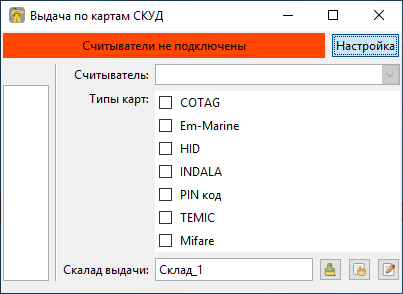 Выдача по картам СКУД
Считыватели не подключены
Настройка
Считыватель:
Типы карт:
COTAG
Em-Marine
HID
INDALA
PIN код
TEMIC
Mifare
Скалад выдачи:
Склад_1